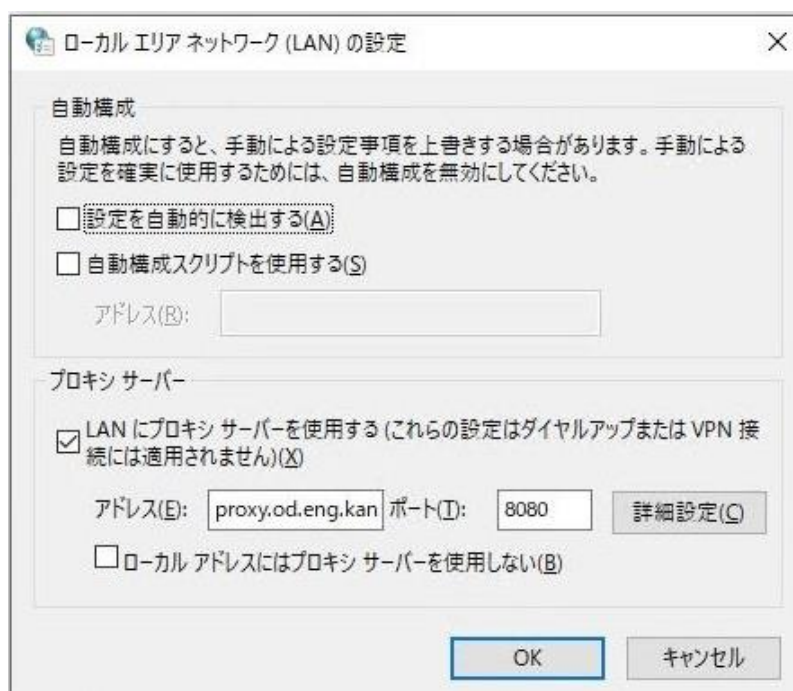 ローカル エリア ネットワーク (LAN) の設定
自動構成
自動構成にすると、手動による設定事項を上書きする場合があります。手動による
設定を確実に使用するためには、自動構成を無効にしてください。
設定を自動的に検出する(A)
自動構成スクリプトを使用する(S)
アドレス(R):
プロキシ サーバー
LAN にプロキシ サーバーを使用する (これらの設定はダイヤルアップまたは VPN 接
続には適用されません)(X)
アドレス(E): proxy.od.eng.kan ポート(T): 8080 詳細設定(C)
ローカル アドレスにはプロキシ サーバーを使用しない(B)
OK キャンセル